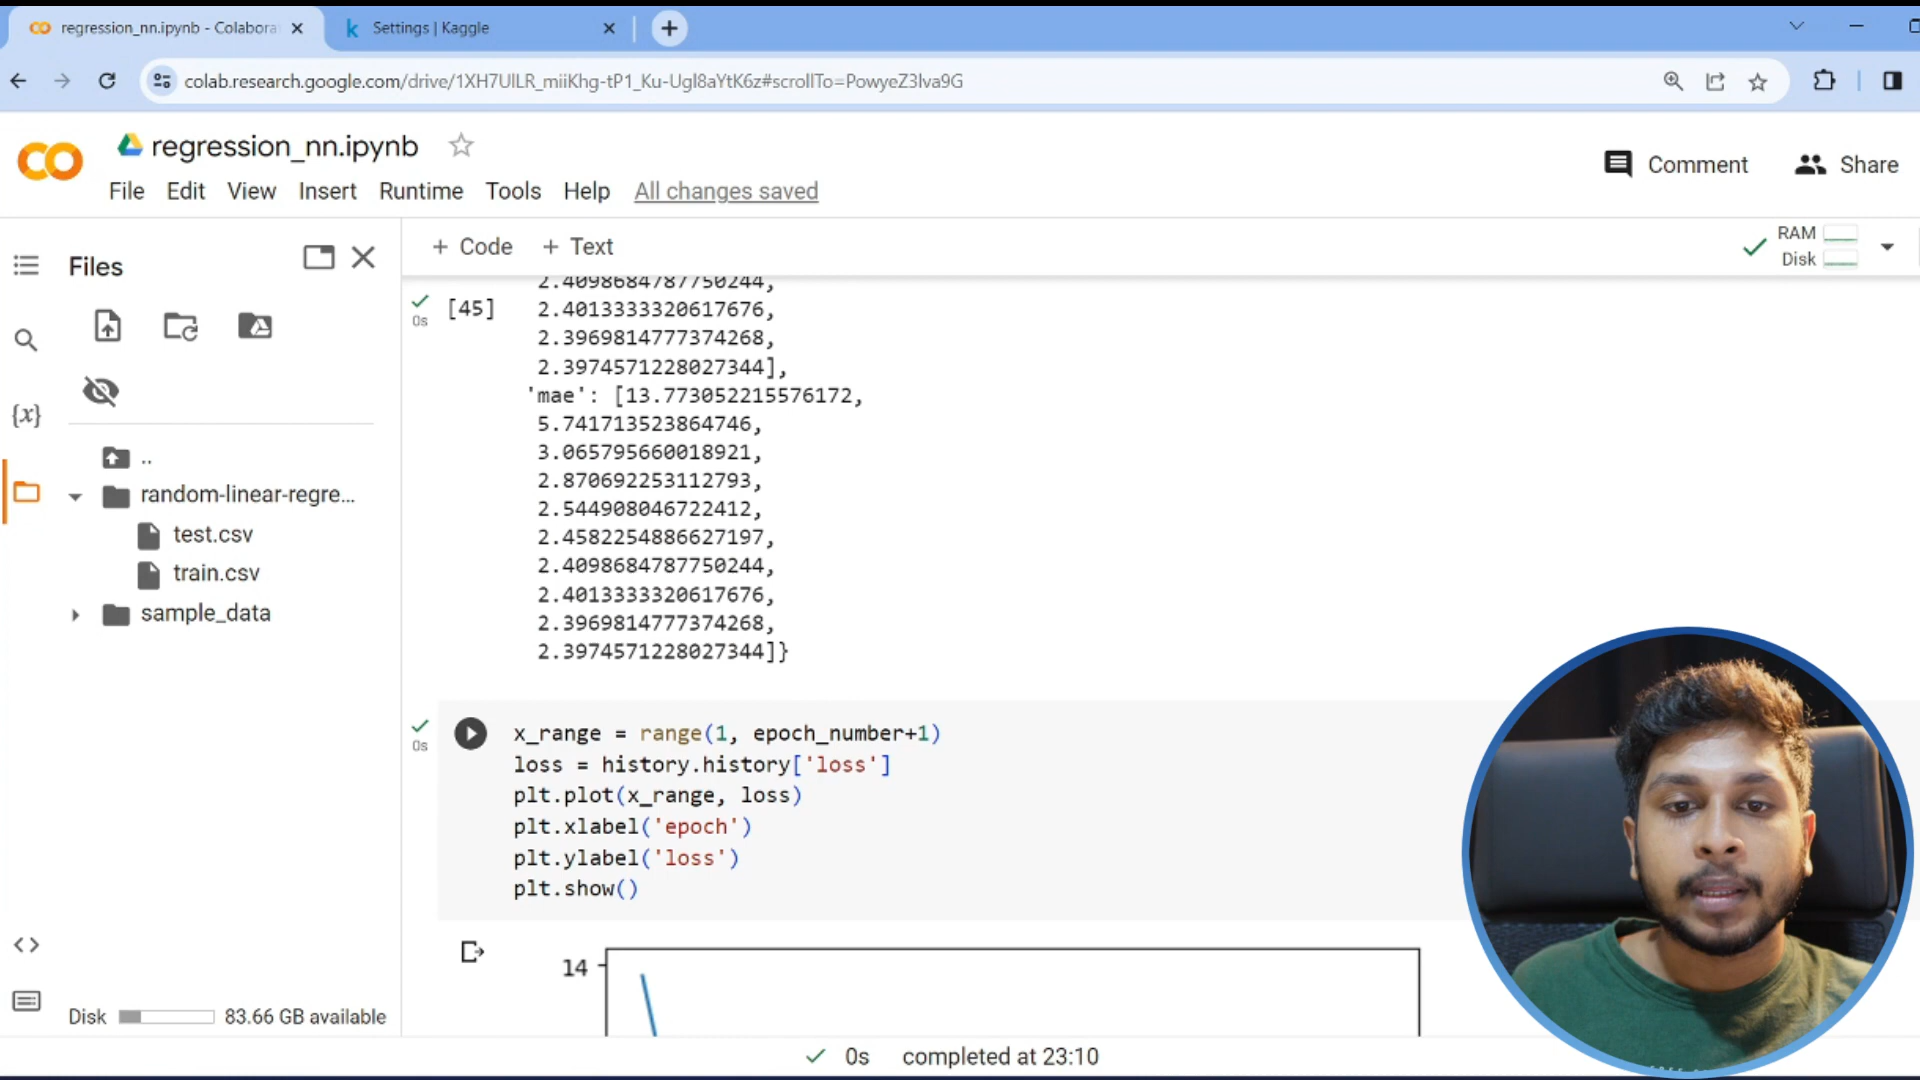 regression_nn.ipynb - Colabora
Settings | Kaggle
colab.research.google.com/drive/1XH7UlLR_miiKhg-tP1_Ku-Ugl8aYtK6z#scrollTo=PowyeZ3lva9G
regression_nn.ipynb
File Edit View Insert Runtime Tools Help All changes saved
Comment
Share
Files
+ Code + Text
RAM
Disk
..
random-linear-regre...
test.csv
train.csv
sample_data
Disk 83.66 GB available
0s
[45]
2.4098684787750244,
2.4013333320617676,
2.3969814777374268,
2.3974571228027344],
'mae': [13.773052215576172,
5.741713523864746,
3.065795660018921,
2.870692253112793,
2.544908046722412,
2.4582254886627197,
2.4098684787750244,
2.4013333320617676,
2.3969814777374268,
2.3974571228027344]}
0s
x_range = range(1, epoch_number+1)
loss = history.history['loss']
plt.plot(x_range, loss)
plt.xlabel('epoch')
plt.ylabel('loss')
plt.show()
14
0s completed at 23:10